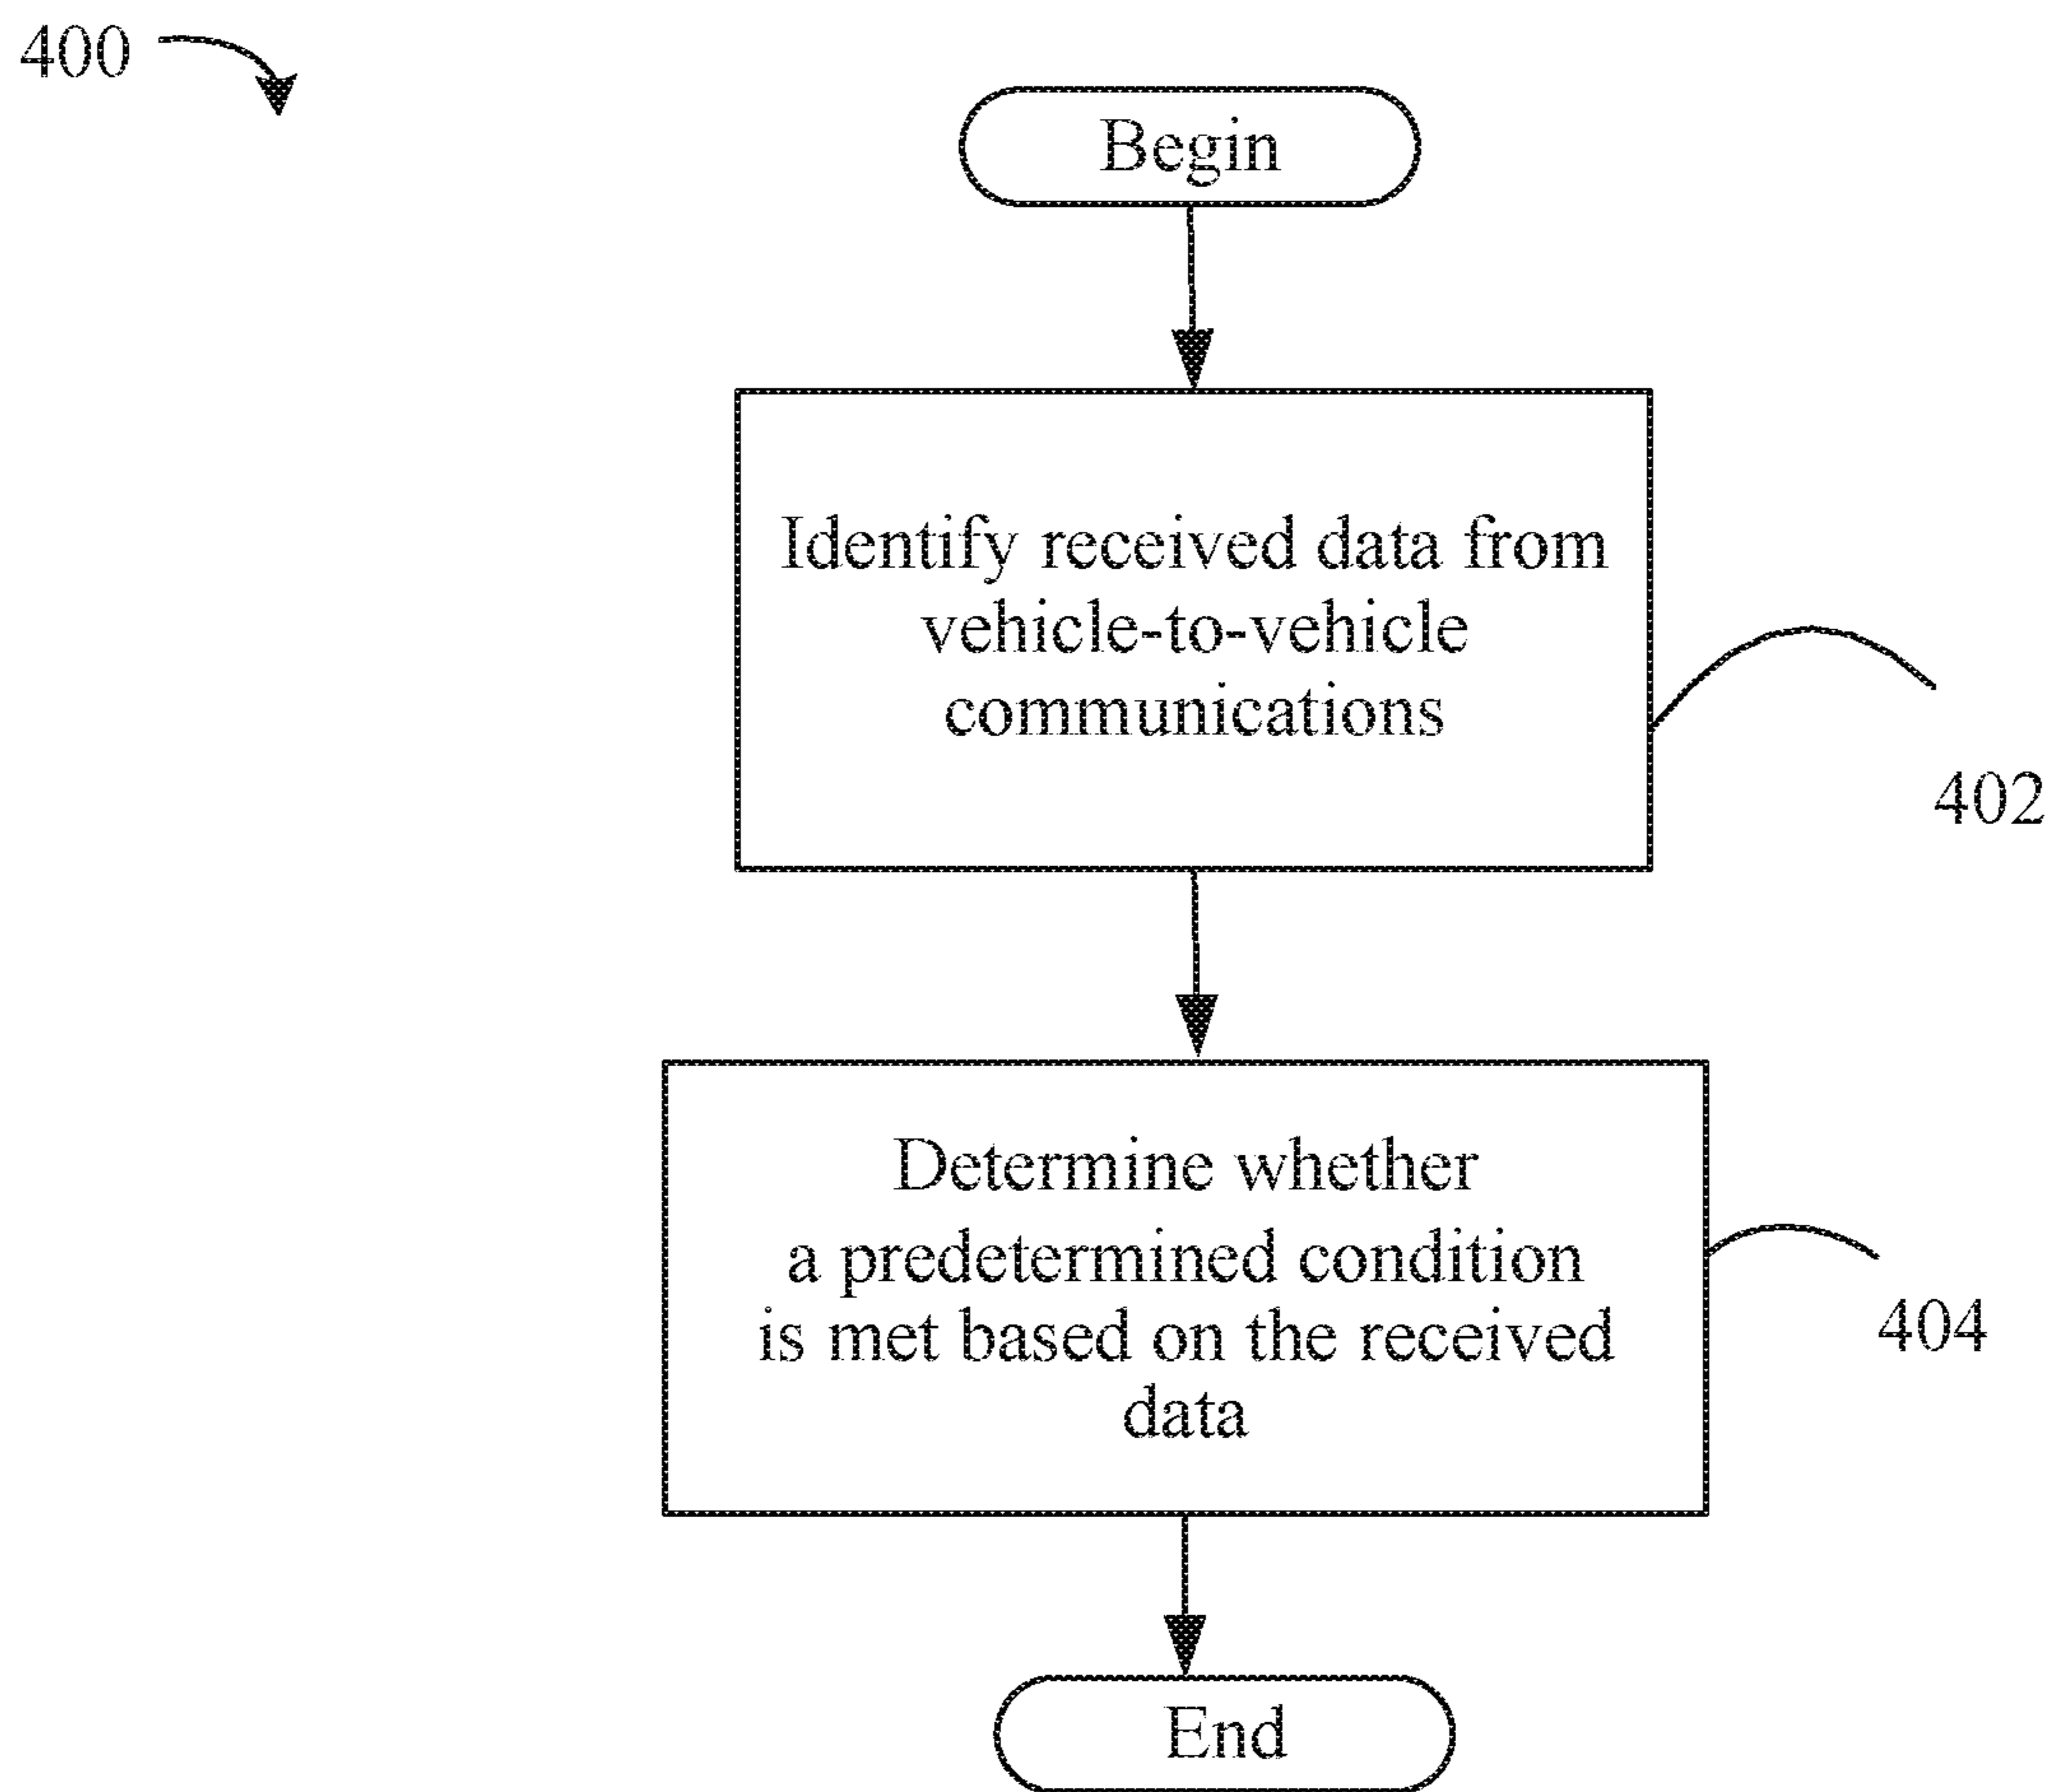 400
Begin
Identify received data from
vehicle-to-vehicle
communications
402
Determine whether
a predetermined condition
is met based on the received
data
404
End